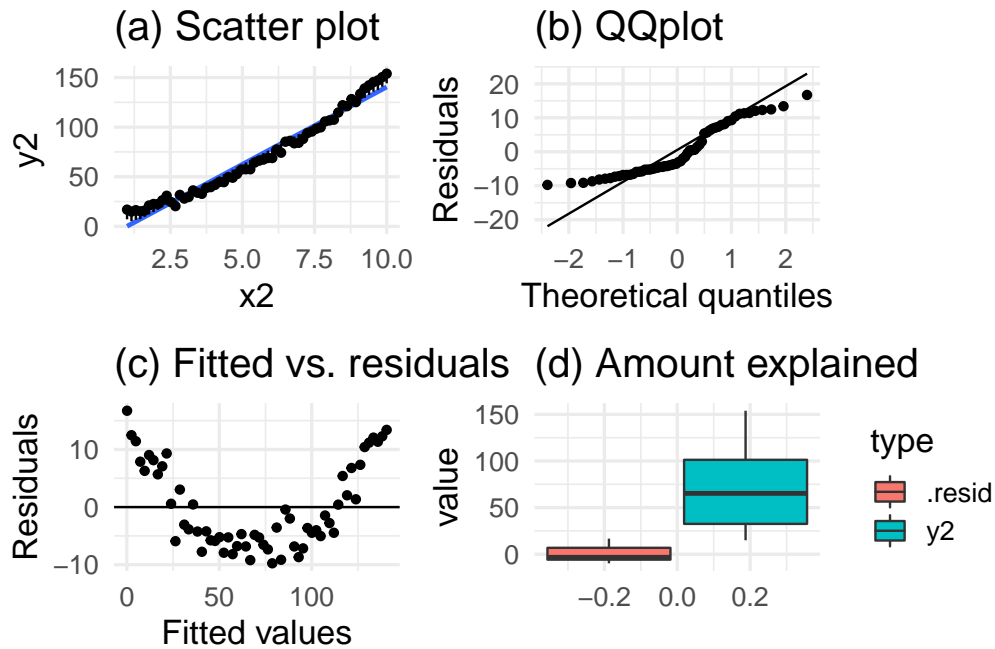 (a) Scatter plot
150
100
50
0
y2
2.5 5.0 7.5 10.0
x2
(b) QQplot
20
10
0
−10
−20
Residuals
−2 −1 0 1 2
Theoretical quantiles
(c) Fitted vs. residuals
10
0
−10
Residuals
0 50 100
Fitted values
(d) Amount explained
150
100
50
0
value
−0.2 0.0 0.2
type
.resid
y2